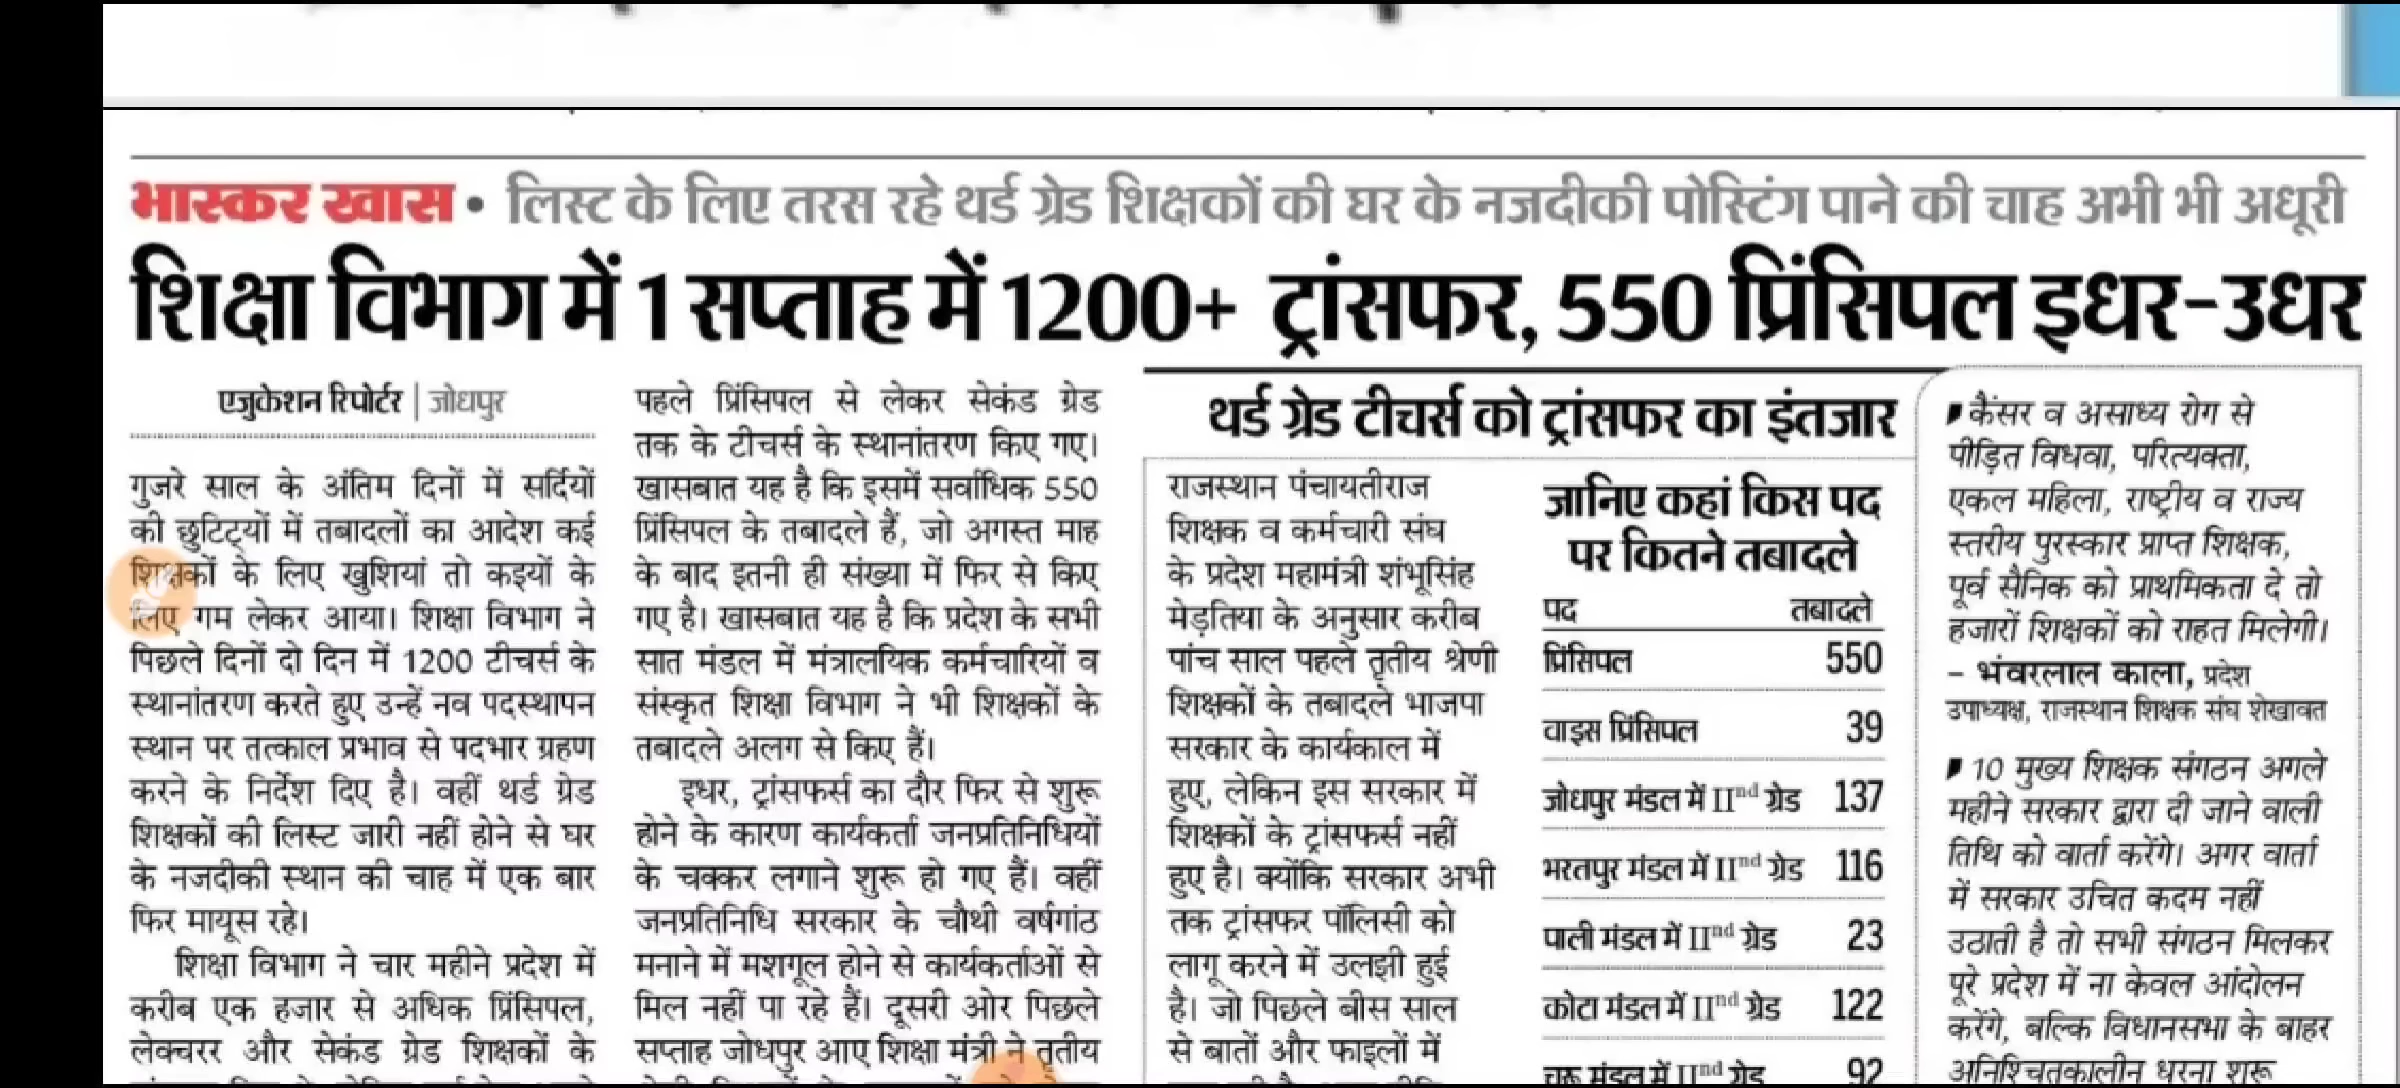 भास्कर खास • लिस्ट के लिए तरस रहे थर्ड ग्रेड शिक्षकों की घर के नजदीकी पोस्टिंग पाने की चाह अभी भी अधूरी
शिक्षा विभाग में 1 सप्ताह में 1200+ ट्रांसफर, 550 प्रिंसिपल इधर-उधर
एजुकेशन रिपोर्टर | जोधपुर
गुजरे साल के अंतिम दिनों में सर्दियों
की छुटिट्यों में तबादलों का आदेश कई
शिक्षकों के लिए खुशियां तो कइयों के
लिए गम लेकर आया। शिक्षा विभाग ने
पिछले दिनों दो दिन में 1200 टीचर्स के
स्थानांतरण करते हुए उन्हें नव पदस्थापन
स्थान पर तत्काल प्रभाव से पदभार ग्रहण
करने के निर्देश दिए है। वहीं थर्ड ग्रेड
शिक्षकों की लिस्ट जारी नहीं होने से घर
के नजदीकी स्थान की चाह में एक बार
फिर मायूस रहे।
शिक्षा विभाग ने चार महीने प्रदेश में
करीब एक हजार से अधिक प्रिंसिपल,
लेक्चरर और सेकंड ग्रेड शिक्षकों के
पहले प्रिंसिपल से लेकर सेकंड ग्रेड
तक के टीचर्स के स्थानांतरण किए गए।
खासबात यह है कि इसमें सर्वाधिक 550
प्रिंसिपल के तबादले हैं, जो अगस्त माह
के बाद इतनी ही संख्या में फिर से किए
गए है। खासबात यह है कि प्रदेश के सभी
सात मंडल में मंत्रालयिक कर्मचारियों व
संस्कृत शिक्षा विभाग ने भी शिक्षकों के
तबादले अलग से किए हैं।
इधर, ट्रांसफर्स का दौर फिर से शुरू
होने के कारण कार्यकर्ता जनप्रतिनिधियों
के चक्कर लगाने शुरू हो गए हैं। वहीं
जनप्रतिनिधि सरकार के चौथी वर्षगांठ
मनाने में मशगूल होने से कार्यकर्ताओं से
मिल नहीं पा रहे हैं। दूसरी ओर पिछले
सप्ताह जोधपुर आए शिक्षा मंत्री ने तृतीय
थर्ड ग्रेड टीचर्स को ट्रांसफर का इंतजार
राजस्थान पंचायतीराज
शिक्षक व कर्मचारी संघ
के प्रदेश महामंत्री शंभूसिंह
मेड़तिया के अनुसार करीब
पांच साल पहले तृतीय श्रेणी
शिक्षकों के तबादले भाजपा
सरकार के कार्यकाल में
हुए, लेकिन इस सरकार में
शिक्षकों के ट्रांसफर्स नहीं
हुए है। क्योंकि सरकार अभी
तक ट्रांसफर पॉलिसी को
लागू करने में उलझी हुई
है। जो पिछले बीस साल
से बातों और फाइलों में
जानिए कहां किस पद
पर कितने तबादले
पद तबादले
प्रिंसिपल 550
वाइस प्रिंसिपल 39
जोधपुर मंडल में IInd ग्रेड 137
भरतपुर मंडल में IInd ग्रेड 116
पाली मंडल में IInd ग्रेड 23
कोटा मंडल में IInd ग्रेड 122
चूरू मंडल में IInd ग्रेड 92
कैंसर व असाध्य रोग से
पीड़ित विधवा, परित्यक्ता,
एकल महिला, राष्ट्रीय व राज्य
स्तरीय पुरस्कार प्राप्त शिक्षक,
पूर्व सैनिक को प्राथमिकता दे तो
हजारों शिक्षकों को राहत मिलेगी।
- भंवरलाल काला, प्रदेश
उपाध्यक्ष, राजस्थान शिक्षक संघ शेखावत
10 मुख्य शिक्षक संगठन अगले
महीने सरकार द्वारा दी जाने वाली
तिथि को वार्ता करेंगे। अगर वार्ता
में सरकार उचित कदम नहीं
उठाती है तो सभी संगठन मिलकर
पूरे प्रदेश में ना केवल आंदोलन
करेंगे, बल्कि विधानसभा के बाहर
अनिश्चितकालीन धरना शुरू